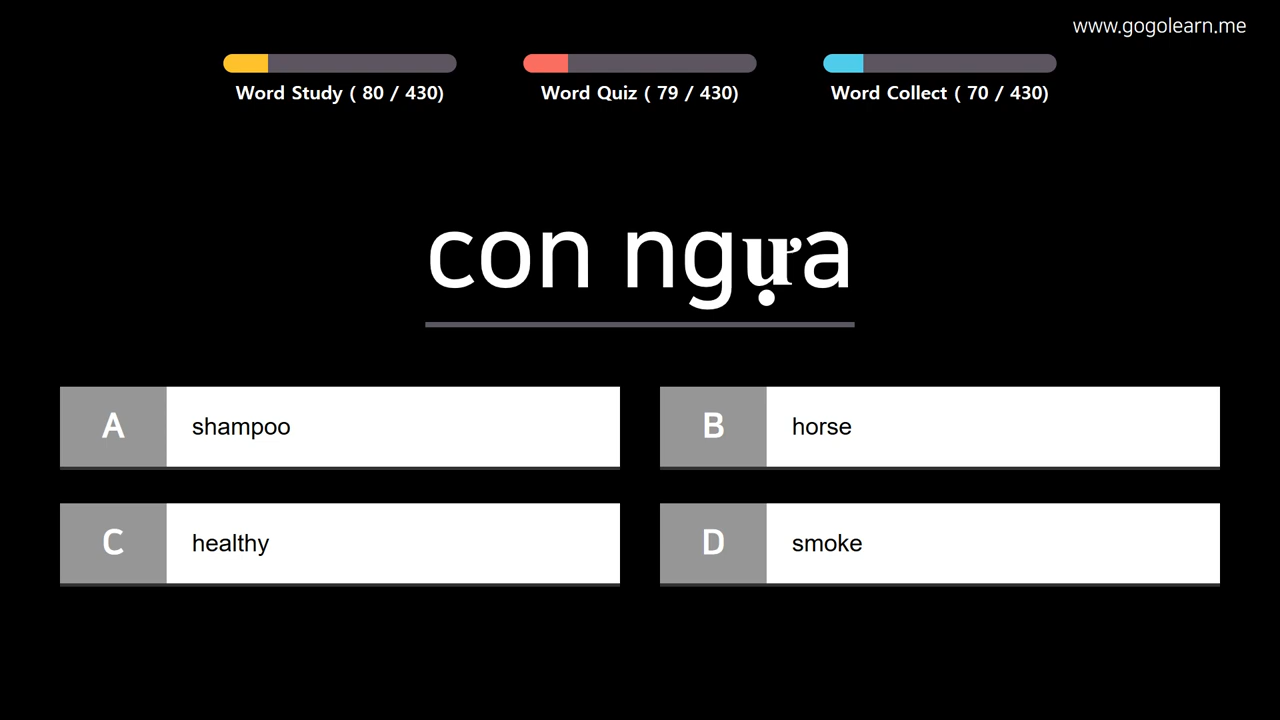 www.gogolearn.me
Word Study ( 80 / 430)
Word Quiz ( 79 / 430)
Word Collect ( 70 / 430)
con ngựa
A shampoo
B horse
C healthy
D smoke